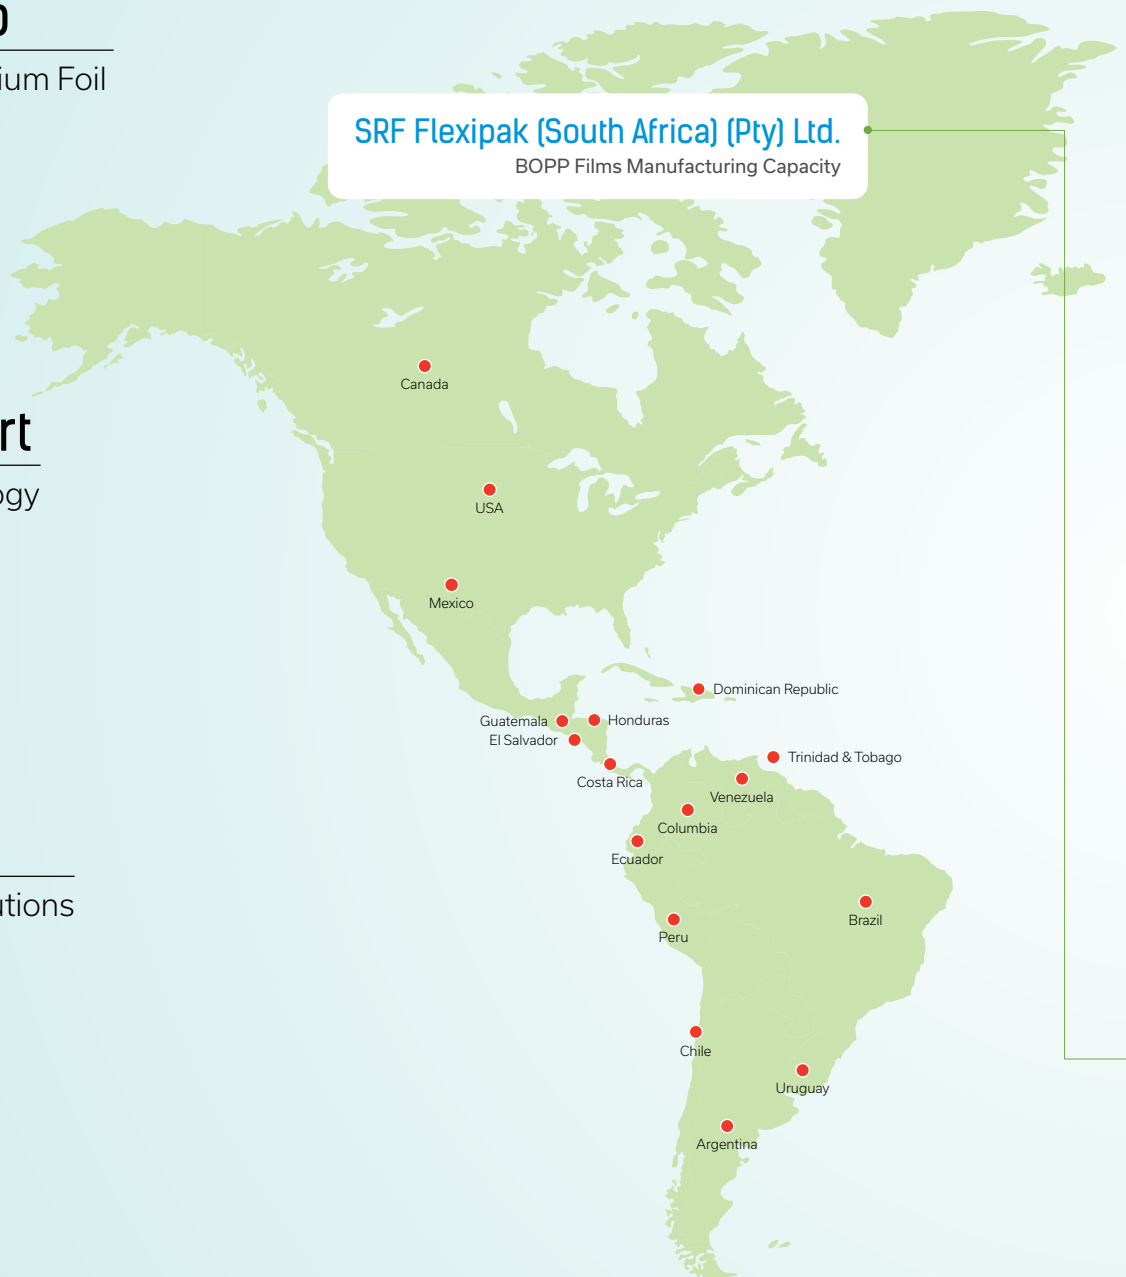 ium Foil
SRF Flexipak (South Africa) (Pty) Ltd.
BOPP Films Manufacturing Capacity
Canada
rt
ogy
USA
Mexico
Dominican Republic
Guatemala
Honduras
El Salvador
Trinidad & Tobago
Costa Rica
Venezuela
Columbia
Ecuador
utions
Brazil
Peru
Chile
Uruguay
Argentina